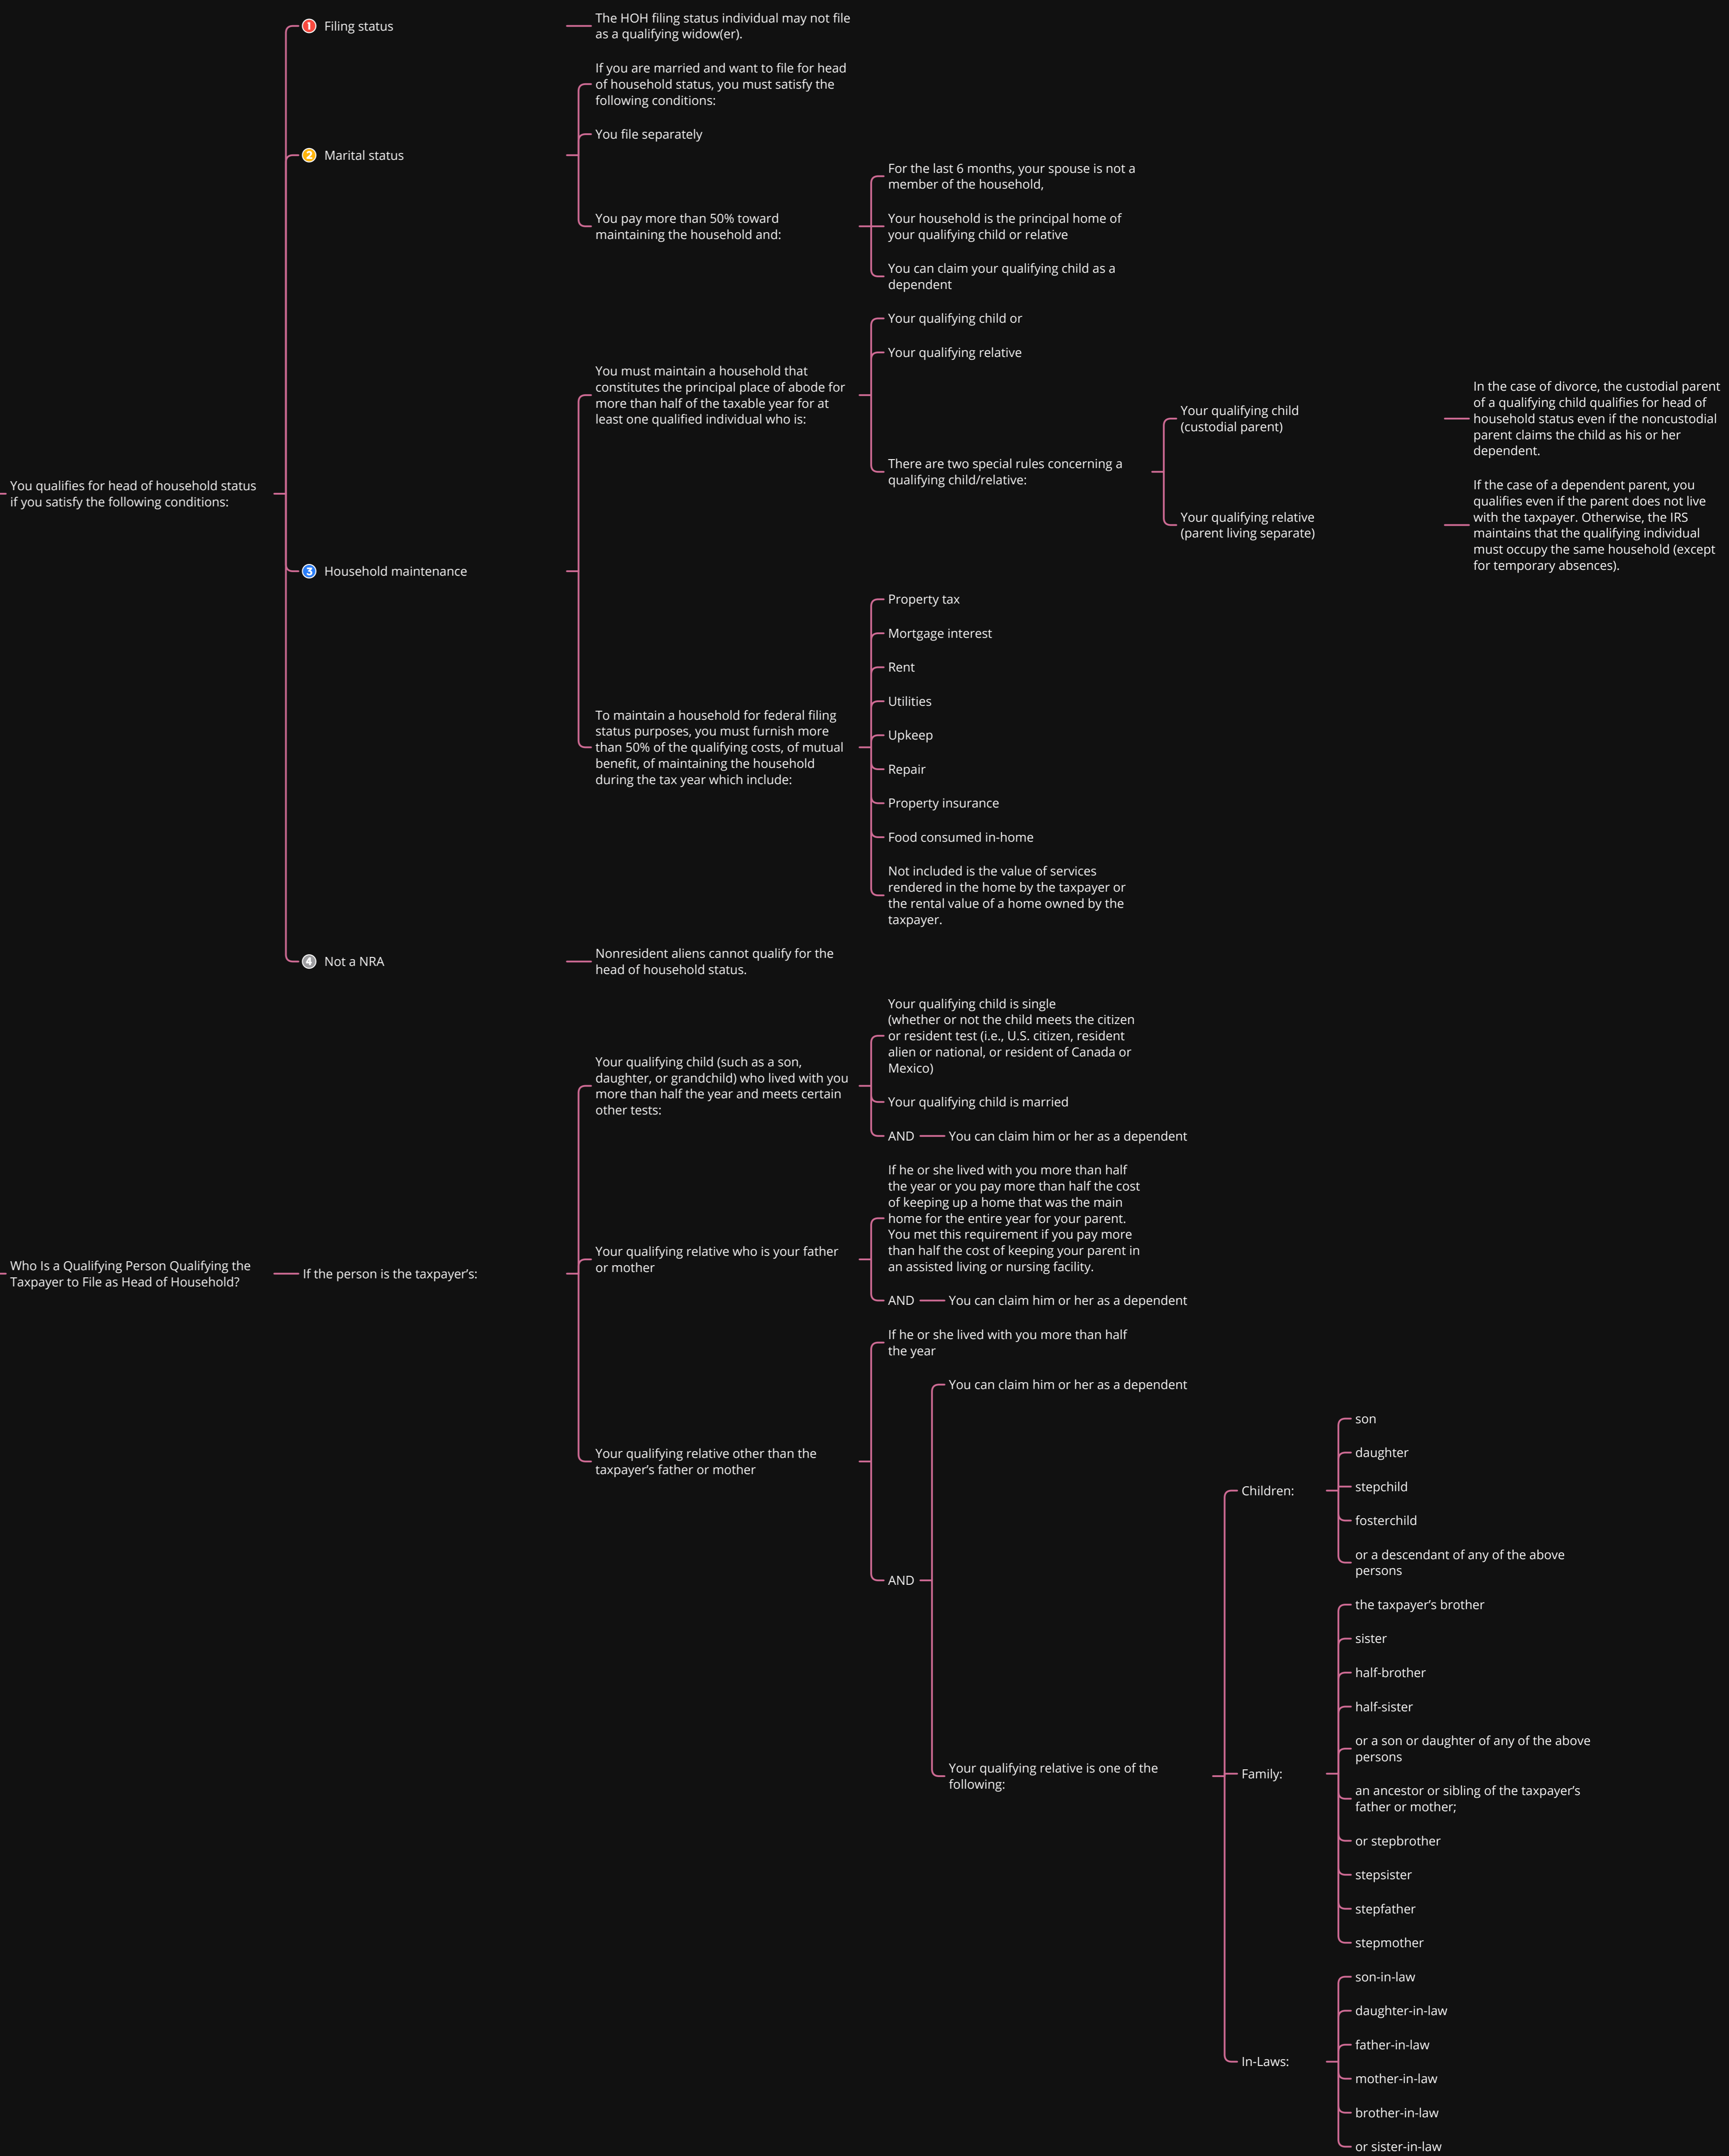 You qualifies for head of household status
if you satisfy the following conditions:
1 Filing status
The HOH filing status individual may not file
as a qualifying widow(er).
2 Marital status
If you are married and want to file for head
of household status, you must satisfy the
following conditions:
You file separately
You pay more than 50% toward
maintaining the household and:
For the last 6 months, your spouse is not a
member of the household,
Your household is the principal home of
your qualifying child or relative
You can claim your qualifying child as a
dependent
3 Household maintenance
You must maintain a household that
constitutes the principal place of abode for
more than half of the taxable year for at
least one qualified individual who is:
Your qualifying child or
Your qualifying relative
There are two special rules concerning a
qualifying child/relative:
Your qualifying child
(custodial parent)
In the case of divorce, the custodial parent
of a qualifying child qualifies for head of
household status even if the noncustodial
parent claims the child as his or her
dependent.
Your qualifying relative
(parent living separate)
If the case of a dependent parent, you
qualifies even if the parent does not live
with the taxpayer. Otherwise, the IRS
maintains that the qualifying individual
must occupy the same household (except
for temporary absences).
To maintain a household for federal filing
status purposes, you must furnish more
than 50% of the qualifying costs, of mutual
benefit, of maintaining the household
during the tax year which include:
Property tax
Mortgage interest
Rent
Utilities
Upkeep
Repair
Property insurance
Food consumed in-home
Not included is the value of services
rendered in the home by the taxpayer or
the rental value of a home owned by the
taxpayer.
4 Not a NRA
Nonresident aliens cannot qualify for the
head of household status.
Who Is a Qualifying Person Qualifying the
Taxpayer to File as Head of Household?
If the person is the taxpayer's:
Your qualifying child (such as a son,
daughter, or grandchild) who lived with you
more than half the year and meets certain
other tests:
Your qualifying child is single
(whether or not the child meets the citizen
or resident test (i.e., U.S. citizen, resident
alien or national, or resident of Canada or
Mexico)
Your qualifying child is married
AND
You can claim him or her as a dependent
Your qualifying relative who is your father
or mother
If he or she lived with you more than half
the year or you pay more than half the cost
of keeping up a home that was the main
home for the entire year for your parent.
You met this requirement if you pay more
than half the cost of keeping your parent in
an assisted living or nursing facility.
AND
You can claim him or her as a dependent
Your qualifying relative other than the
taxpayer's father or mother
If he or she lived with you more than half
the year
AND
You can claim him or her as a dependent
Your qualifying relative is one of the
following:
Children:
son
daughter
stepchild
fosterchild
or a descendant of any of the above
persons
Family:
the taxpayer's brother
sister
half-brother
half-sister
or a son or daughter of any of the above
persons
an ancestor or sibling of the taxpayer's
father or mother;
or stepbrother
stepsister
stepfather
stepmother
In-Laws:
son-in-law
daughter-in-law
father-in-law
mother-in-law
brother-in-law
or sister-in-law